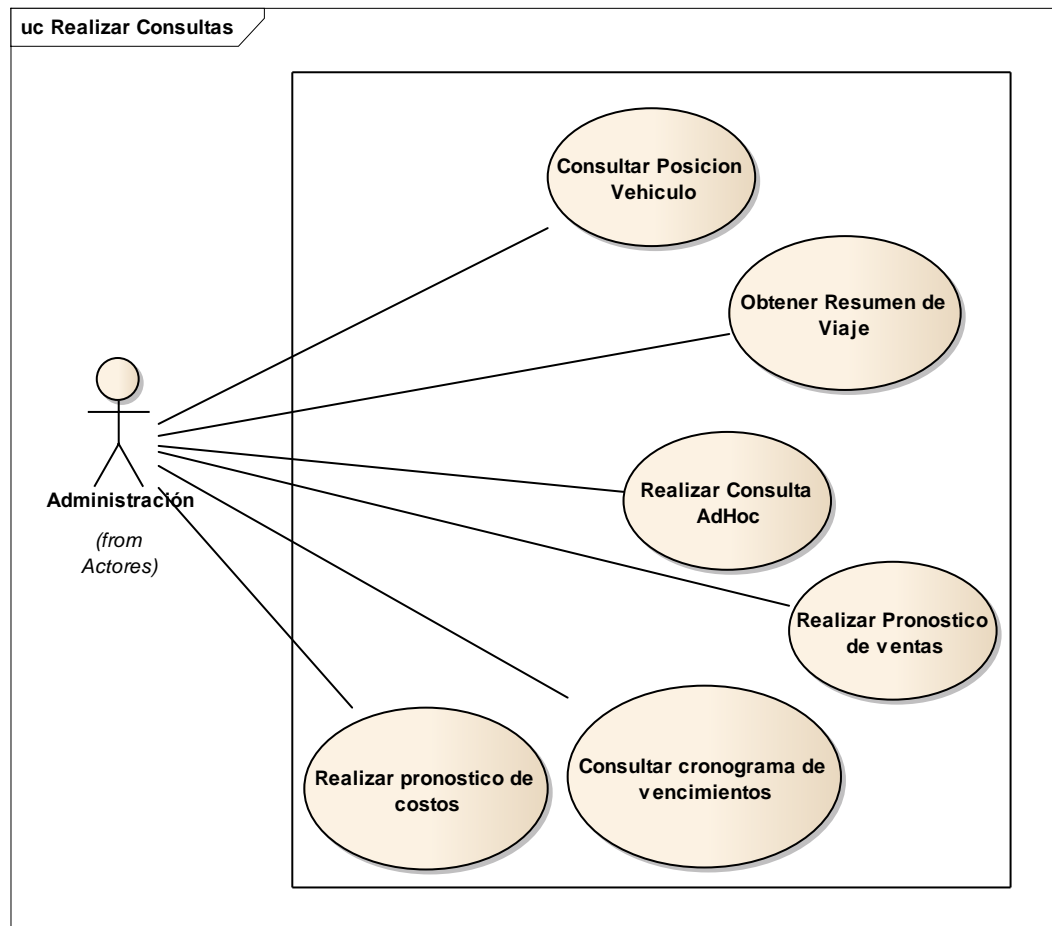 uc Realizar Consultas
Consultar Posicion
Vehiculo
Obtener Resumen de
Viaje
Realizar Consulta
AdHoc
Administración
(from
Actores)
Realizar Pronostico
de ventas
Realizar pronostico de
costos
Consultar cronograma de
vencimientos